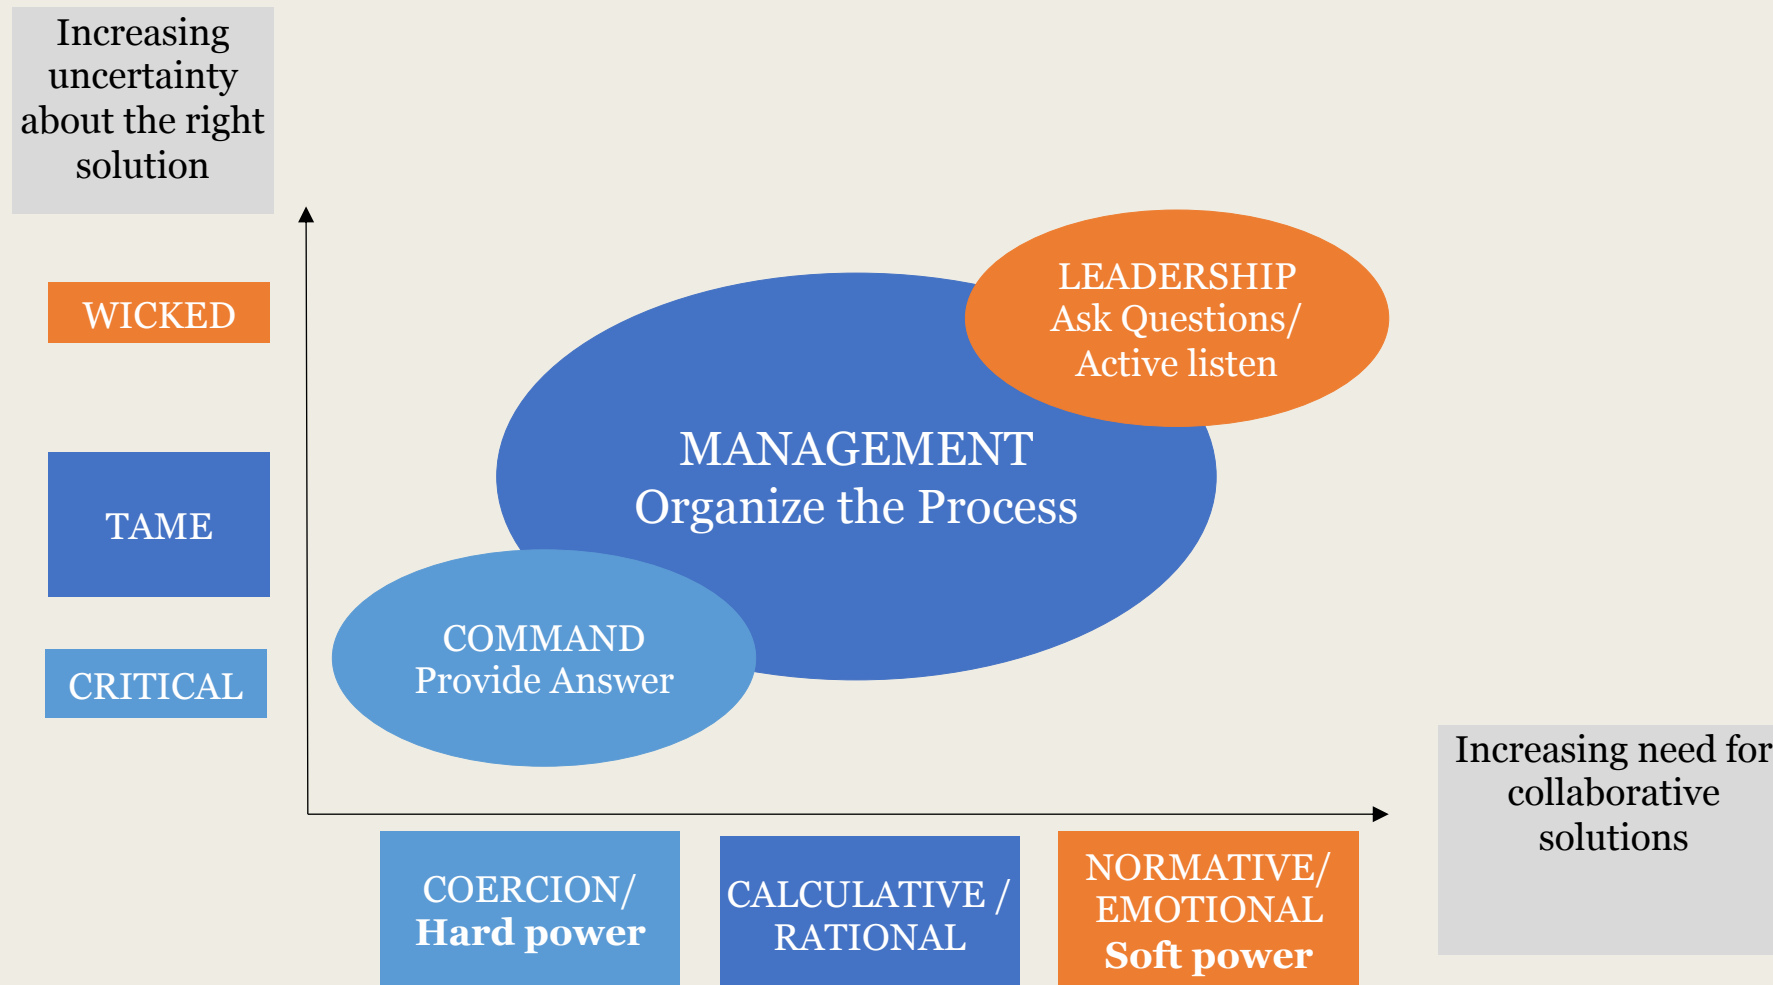 Increasing
uncertainty
about the right
solution
WICKED
LEADERSHIP
Ask Questions/
Active listen
MANAGEMENT
Organize the Process
TAME
COMMAND
Provide Answer
CRITICAL
Increasing need for
collaborative
solutions
COERCION/
Hard power
CALCULATIVE /
RATIONAL
NORMATIVE/
EMOTIONAL
Soft power